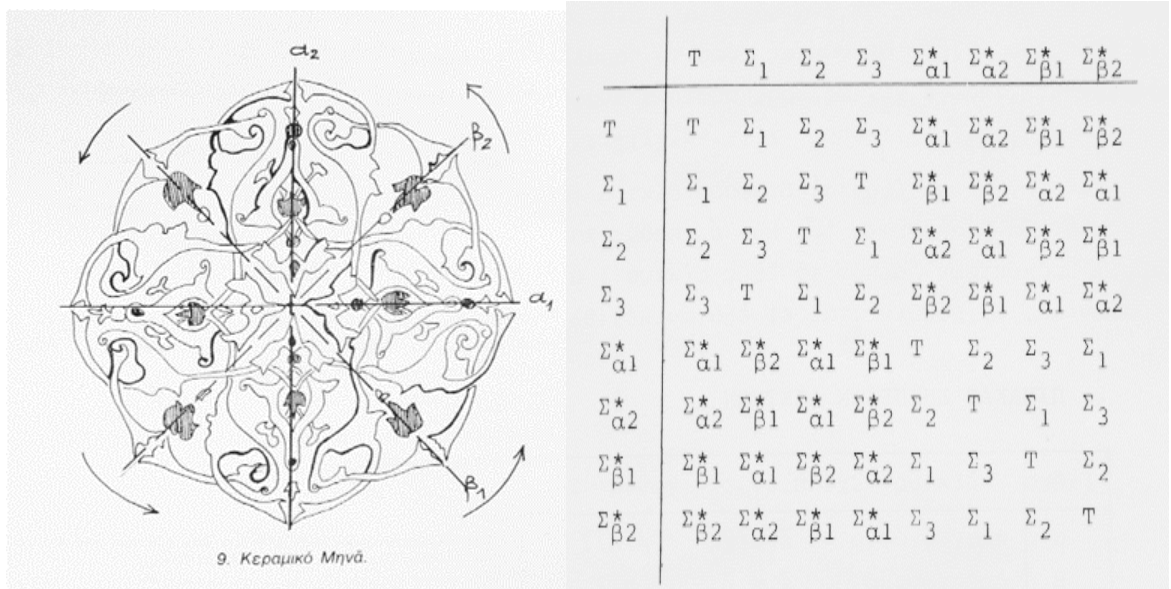 α2
β2
α1
β1
9. Κεραμικό Μηνά.
T Σ1 Σ2 Σ3 Σ*α1 Σ*α2 Σ*β1 Σ*β2
T T Σ1 Σ2 Σ3 Σ*α1 Σ*α2 Σ*β1 Σ*β2
Σ1 Σ1 Σ2 Σ3 T Σ*β1 Σ*β2 Σ*α2 Σ*α1
Σ2 Σ2 Σ3 T Σ1 Σ*α2 Σ*α1 Σ*β2 Σ*β1
Σ3 Σ3 T Σ1 Σ2 Σ*β2 Σ*β1 Σ*α1 Σ*α2
Σ*α1 Σ*α1 Σ*β2 Σ*α1 Σ*β1 T Σ2 Σ3 Σ1
Σ*α2 Σ*α2 Σ*β1 Σ*α1 Σ*β2 Σ2 T Σ1 Σ3
Σ*β1 Σ*β1 Σ*α1 Σ*β2 Σ*α2 Σ1 Σ3 T Σ2
Σ*β2 Σ*β2 Σ*α2 Σ*β1 Σ*α1 Σ3 Σ1 Σ2 T